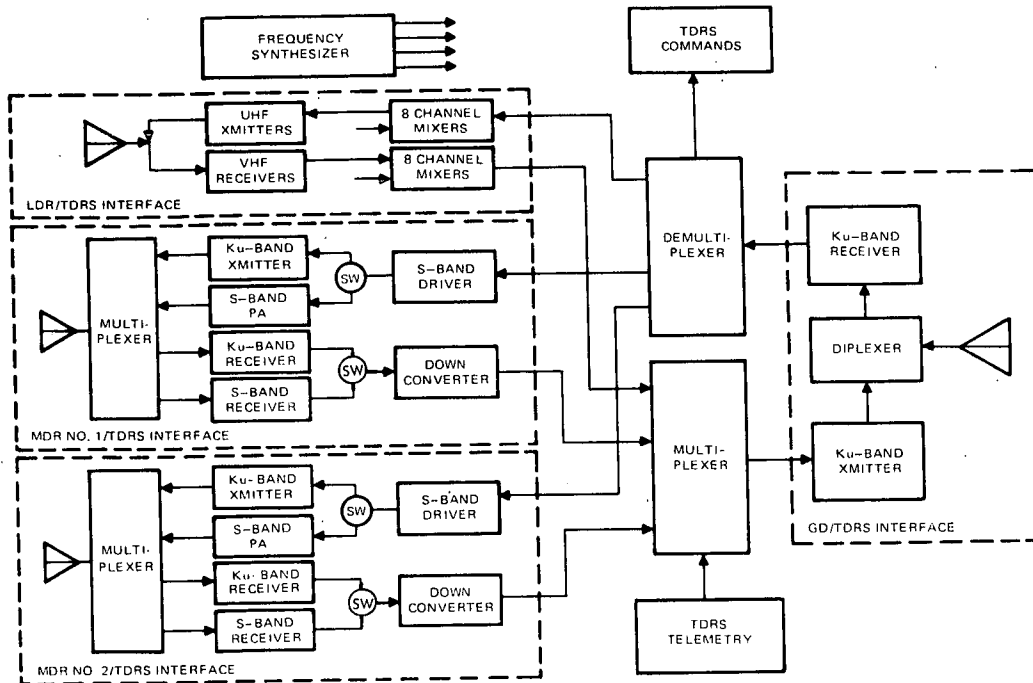 FREQUENCY
SYNTHESIZER
TDRS
COMMANDS
UHF
XMITTERS
8 CHANNEL
MIXERS
VHF
RECEIVERS
8 CHANNEL
MIXERS
LDR/TDRS INTERFACE
DEMULTI-
PLEXER
Ku-BAND
RECEIVER
DIPLEXER
Ku-BAND
XMITTER
GD/TDRS INTERFACE
MULTI-
PLEXER
Ku-BAND
XMITTER
SW
S-BAND
DRIVER
S-BAND
PA
Ku-BAND
RECEIVER
SW
DOWN
CONVERTER
S-BAND
RECEIVER
MDR NO. 1/TDRS INTERFACE
MULTI-
PLEXER
MULTI-
PLEXER
Ku-BAND
XMITTER
SW
S-BAND
DRIVER
S-BAND
PA
Ku-BAND
RECEIVER
SW
DOWN
CONVERTER
S-BAND
RECEIVER
MDR NO. 2/TDRS INTERFACE
TDRS
TELEMETRY